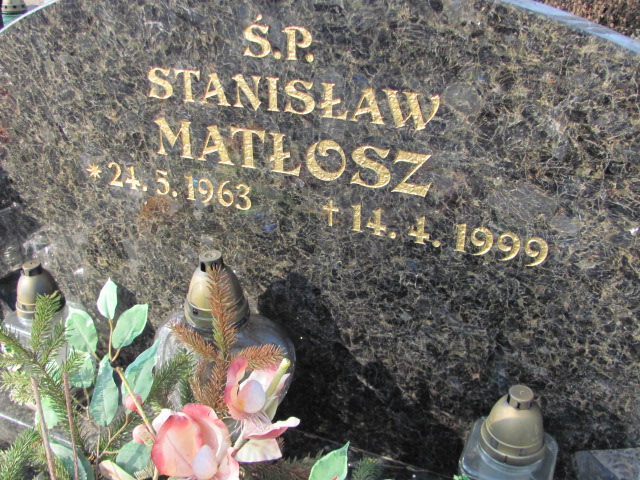 Ś.P.
STANISŁAW
MATŁOSZ
*24.5.1963 †14.4.1999